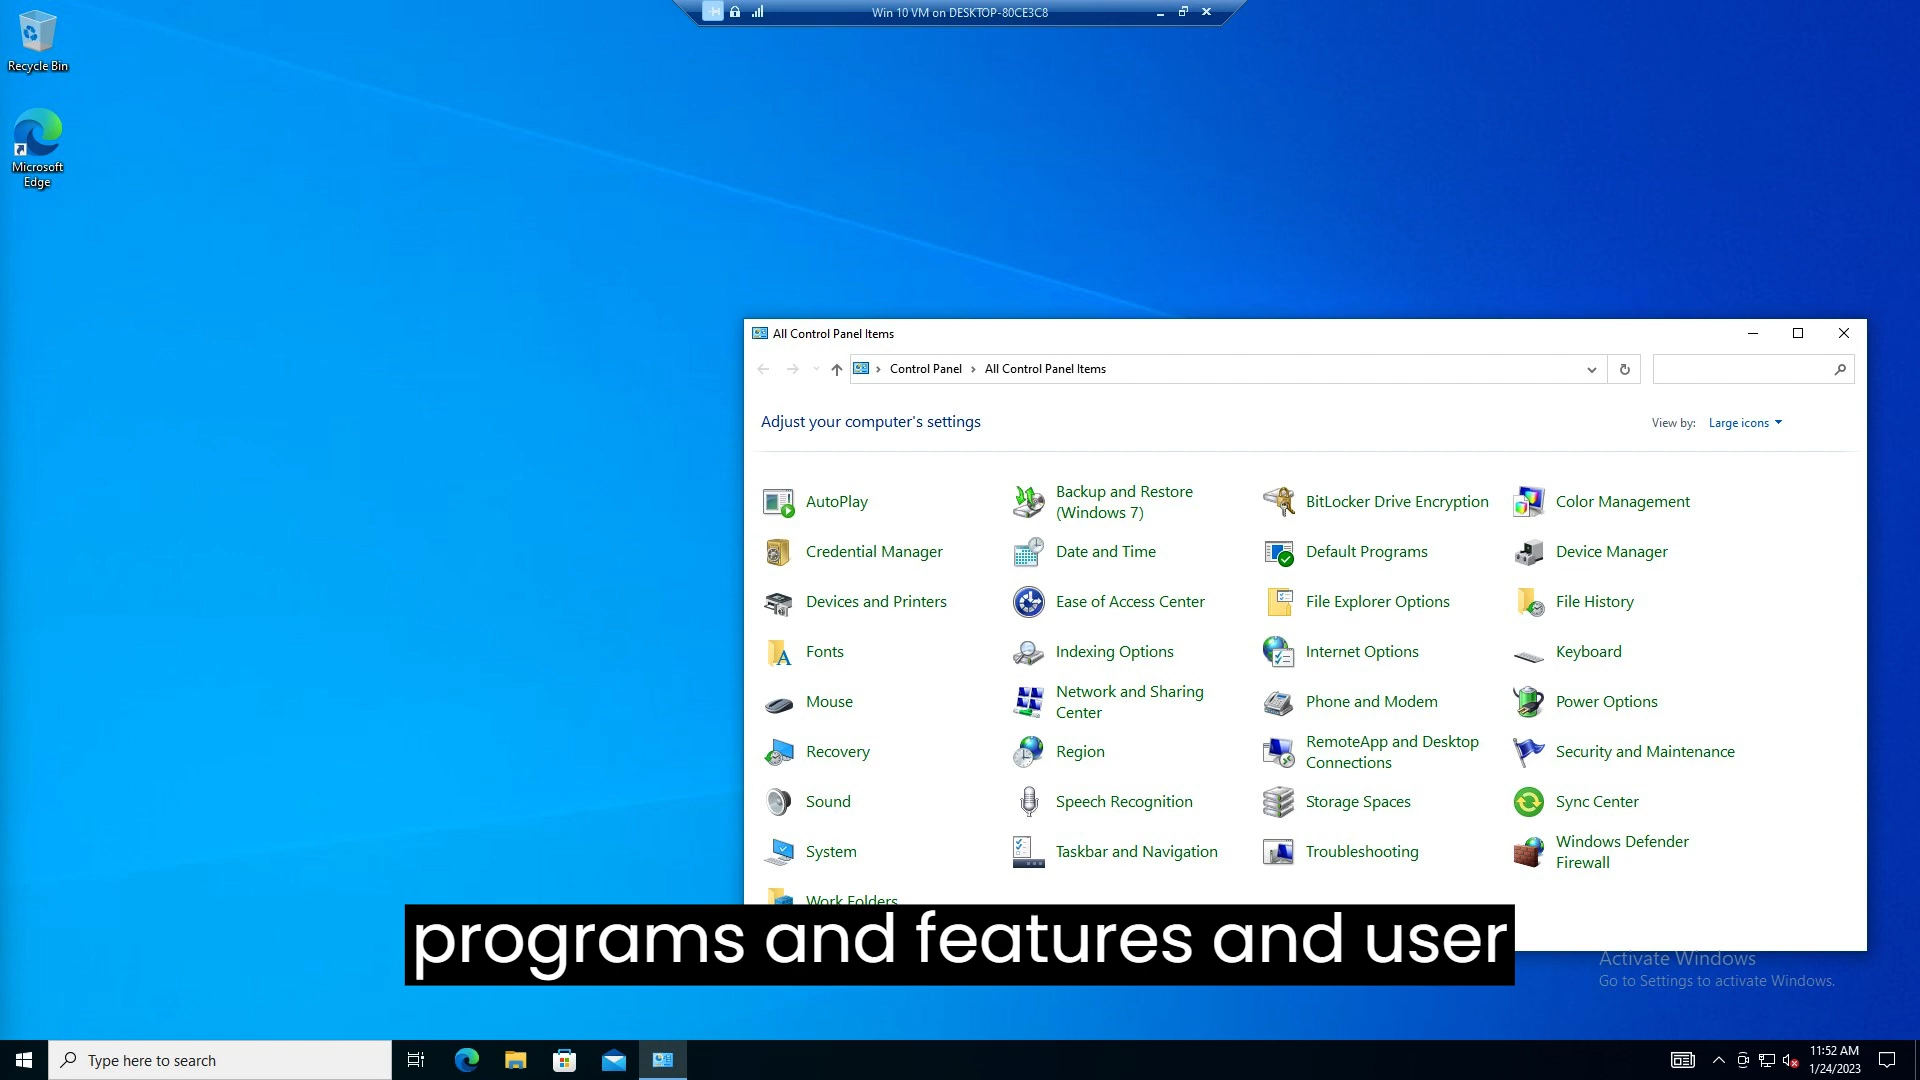 Win 10 VM on DESKTOP-80CE3C8
Recycle Bin
Microsoft
Edge
All Control Panel Items
Control Panel
All Control Panel Items
Adjust your computer's settings
View by:
Large icons
AutoPlay
Backup and Restore
(Windows 7)
BitLocker Drive Encryption
Color Management
Credential Manager
Date and Time
Default Programs
Device Manager
Devices and Printers
Ease of Access Center
File Explorer Options
File History
Fonts
Indexing Options
Internet Options
Keyboard
Mouse
Network and Sharing
Center
Phone and Modem
Power Options
Recovery
Region
RemoteApp and Desktop
Connections
Security and Maintenance
Sound
Speech Recognition
Storage Spaces
Sync Center
System
Taskbar and Navigation
Troubleshooting
Windows Defender
Firewall
Work Folders
programs and features and user
Activate Windows
Go to Settings to activate Windows.
Type here to search
11:52 AM
1/24/2023